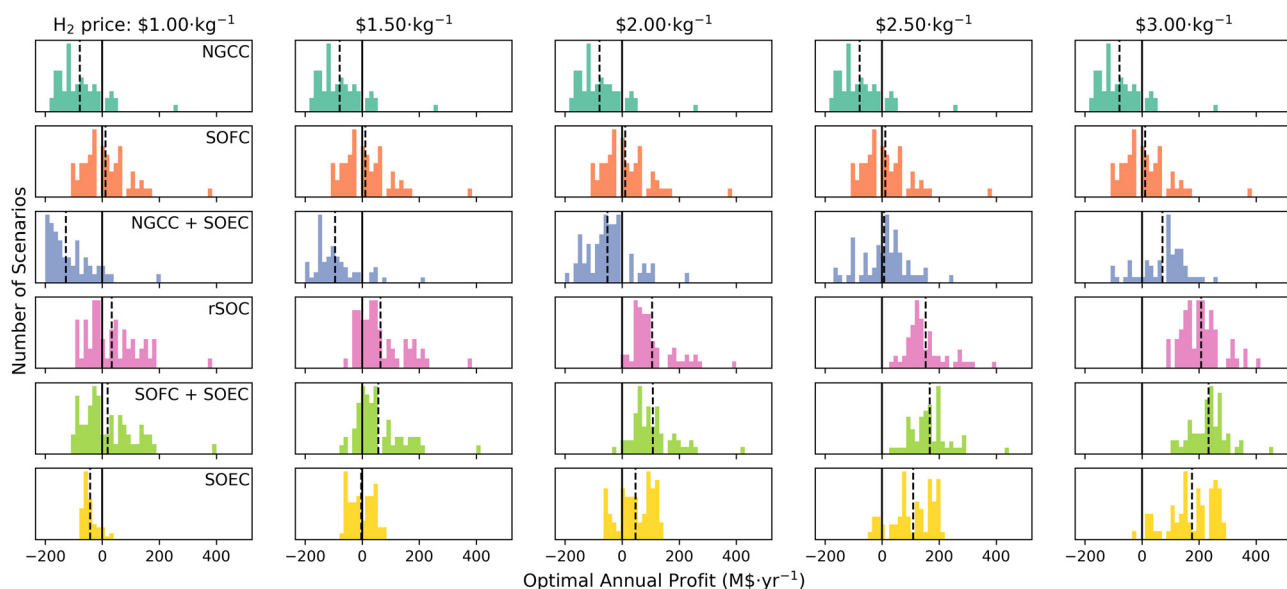 H₂ price: $1.00·kg⁻¹
$1.50·kg⁻¹
$2.00·kg⁻¹
$2.50·kg⁻¹
$3.00·kg⁻¹
NGCC
SOFC
NGCC + SOEC
rSOC
SOFC + SOEC
SOEC
Number of Scenarios
−200 0 200 400
−200 0 200 400
−200 0 200 400
−200 0 200 400
−200 0 200 400
Optimal Annual Profit (M$·yr⁻¹)